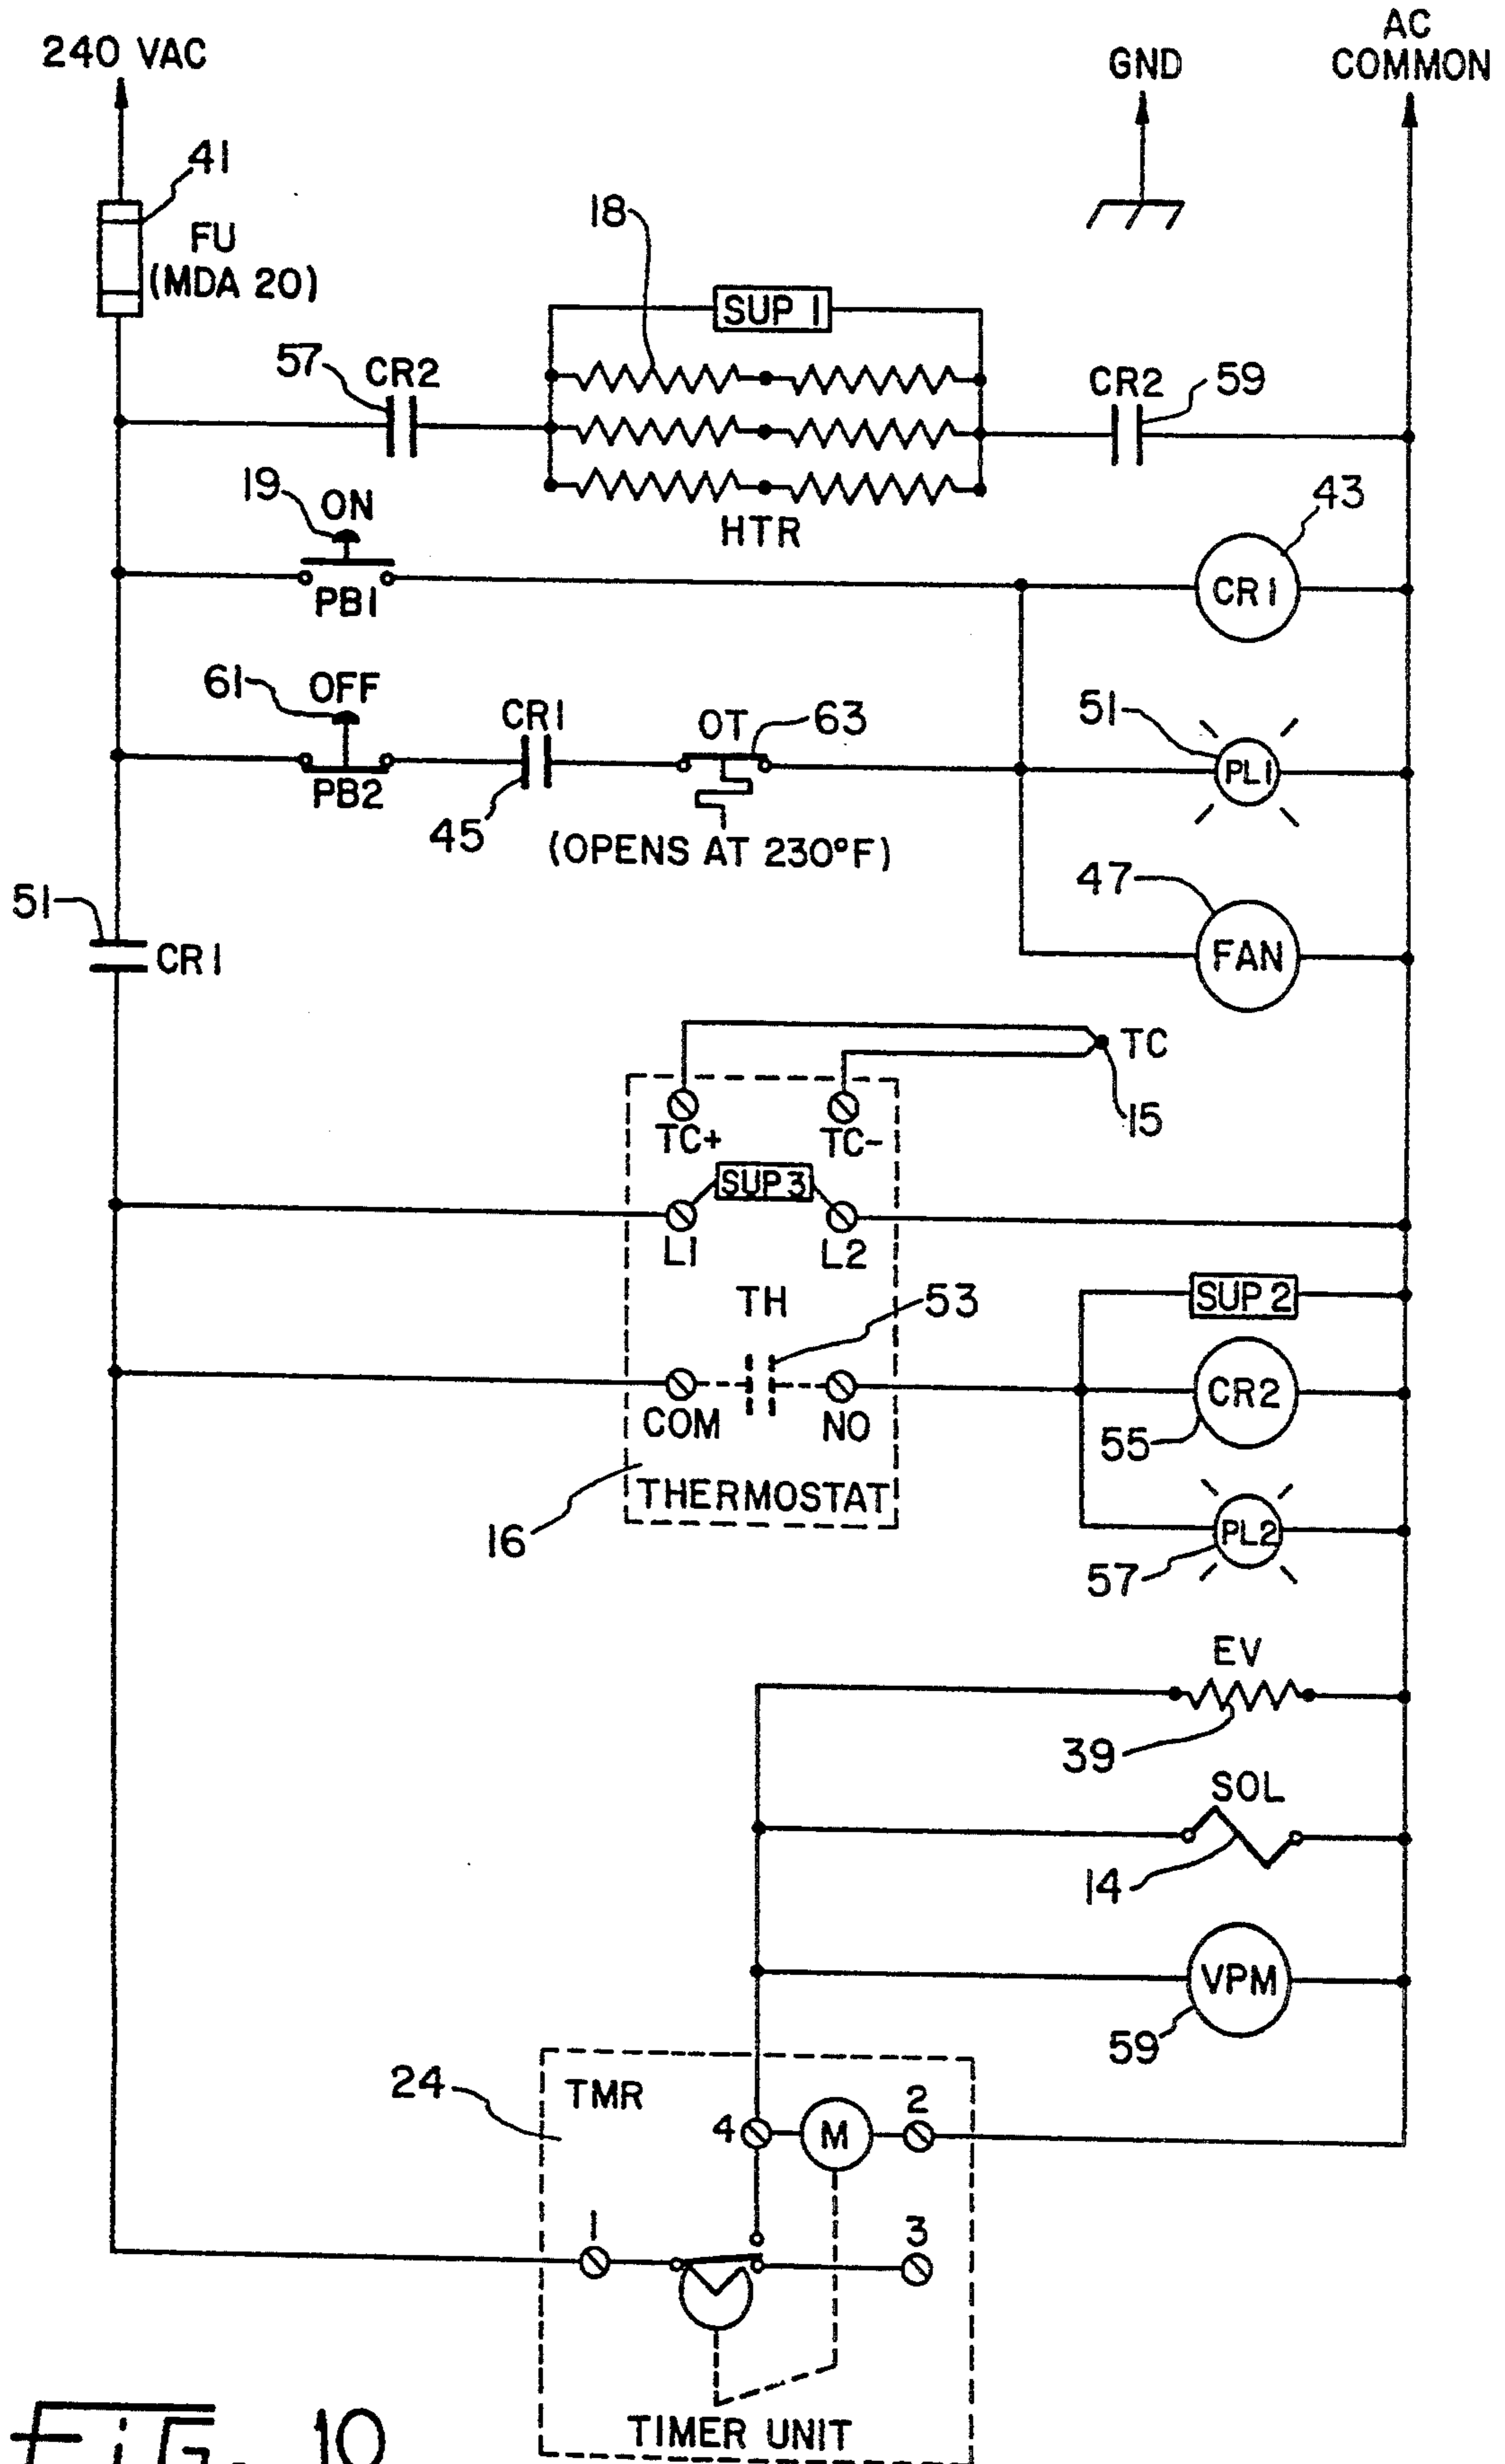 240 VAC
GND
AC
COMMON
41
FU
(MDA 20)
18
SUP 1
57
CR2
CR2
59
HTR
19
ON
PB1
43
CR1
61
OFF
PB2
CR1
45
OT
63
(OPENS AT 230°F)
51
PL1
47
FAN
51
CR1
TC
15
TC+
TC-
SUP3
L1
L2
TH
53
COM
NO
THERMOSTAT
16
SUP 2
CR2
55
PL2
57
EV
39
SOL
14
VPM
59
24
TMR
4
M
2
1
3
TIMER UNIT
FIG. 10